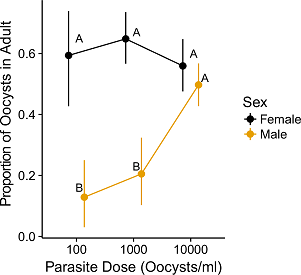 Proportion of Oocysts in Adult
0.6
0.4
0.2
0.0
A
A
A
A
B
B
100
1000
10000
Parasite Dose (Oocysts/ml)
Sex
Female
Male